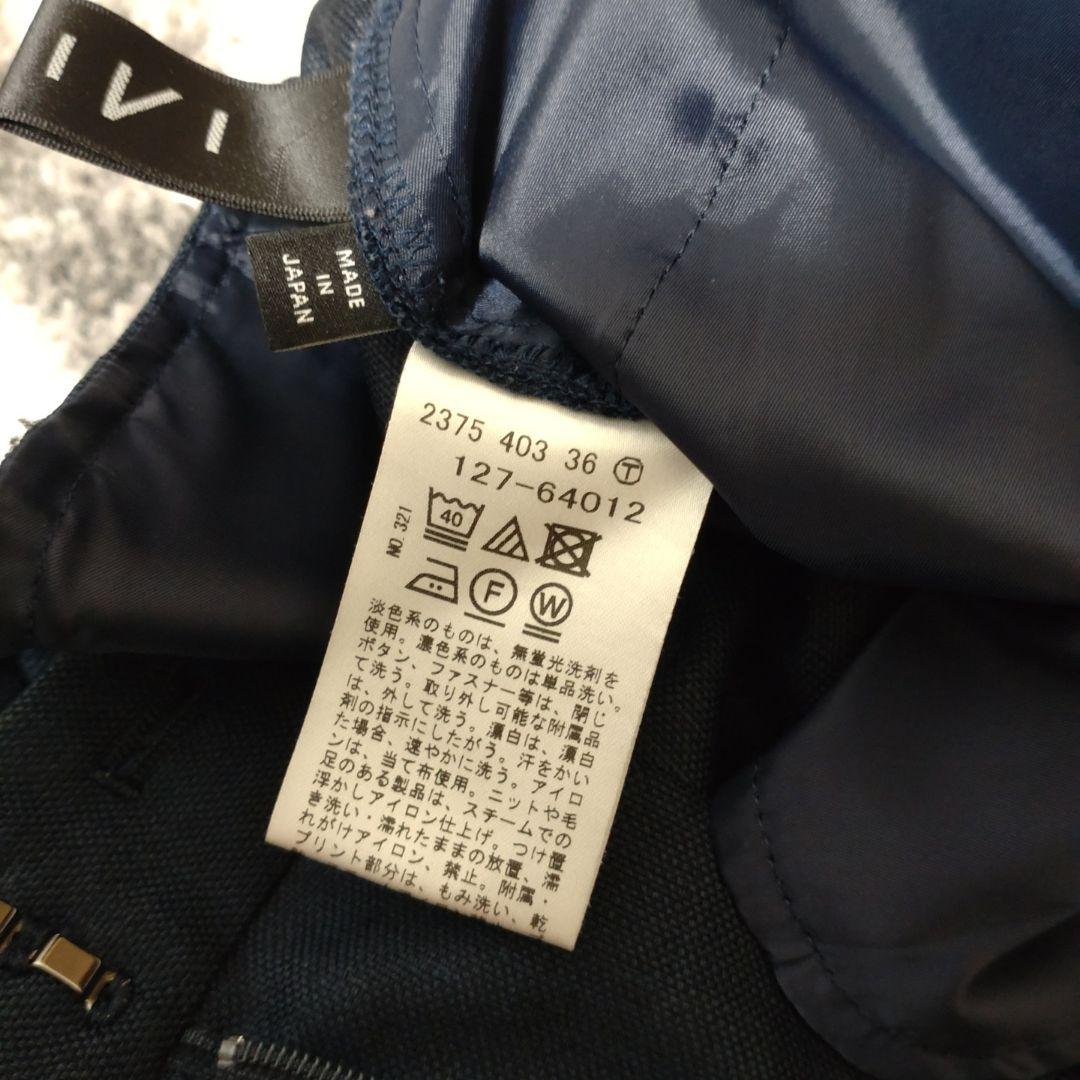 IVI
MADE
IN
JAPAN
2375 403 36 Ⓣ
127-64012
NO. 321
40
F
W
淡色系のものは、無蛍光洗剤を
使用。濃色系のものは単品洗い。
ボタン、ファスナー等は、閉じ
て洗う。取り外し可能な附属品
は、外して洗う。漂白は、漂白
剤の指示にしたがう。汗をかい
た場合、速やかに洗う。アイロ
ンは、当て布使用。ニットや毛
足のある製品は、スチームでの
浮かしアイロン仕上げ。つけ置
き洗い・濡れたままの放置、濡
れがけアイロン、禁止。附属・
プリント部分は、もみ洗い、乾